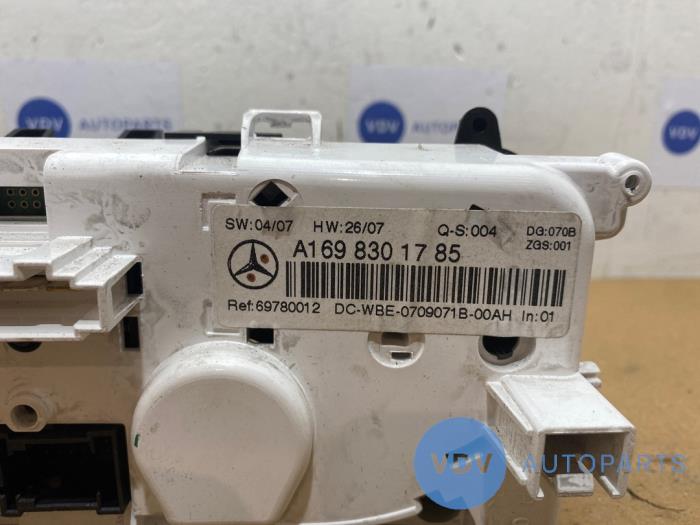 VDV AUTOPARTS
VDV AUTOPARTS
VDV
SW:04/07 HW:26/07 Q-S:004 DG:070B
ZGS:001
A169 830 17 85
Ref:69780012 DC-WBE-0709071B-00AH In:01
VDV AUTOPARTS